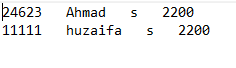 24623   Ahmad   s   2200
11111   huzaifa   s   2200